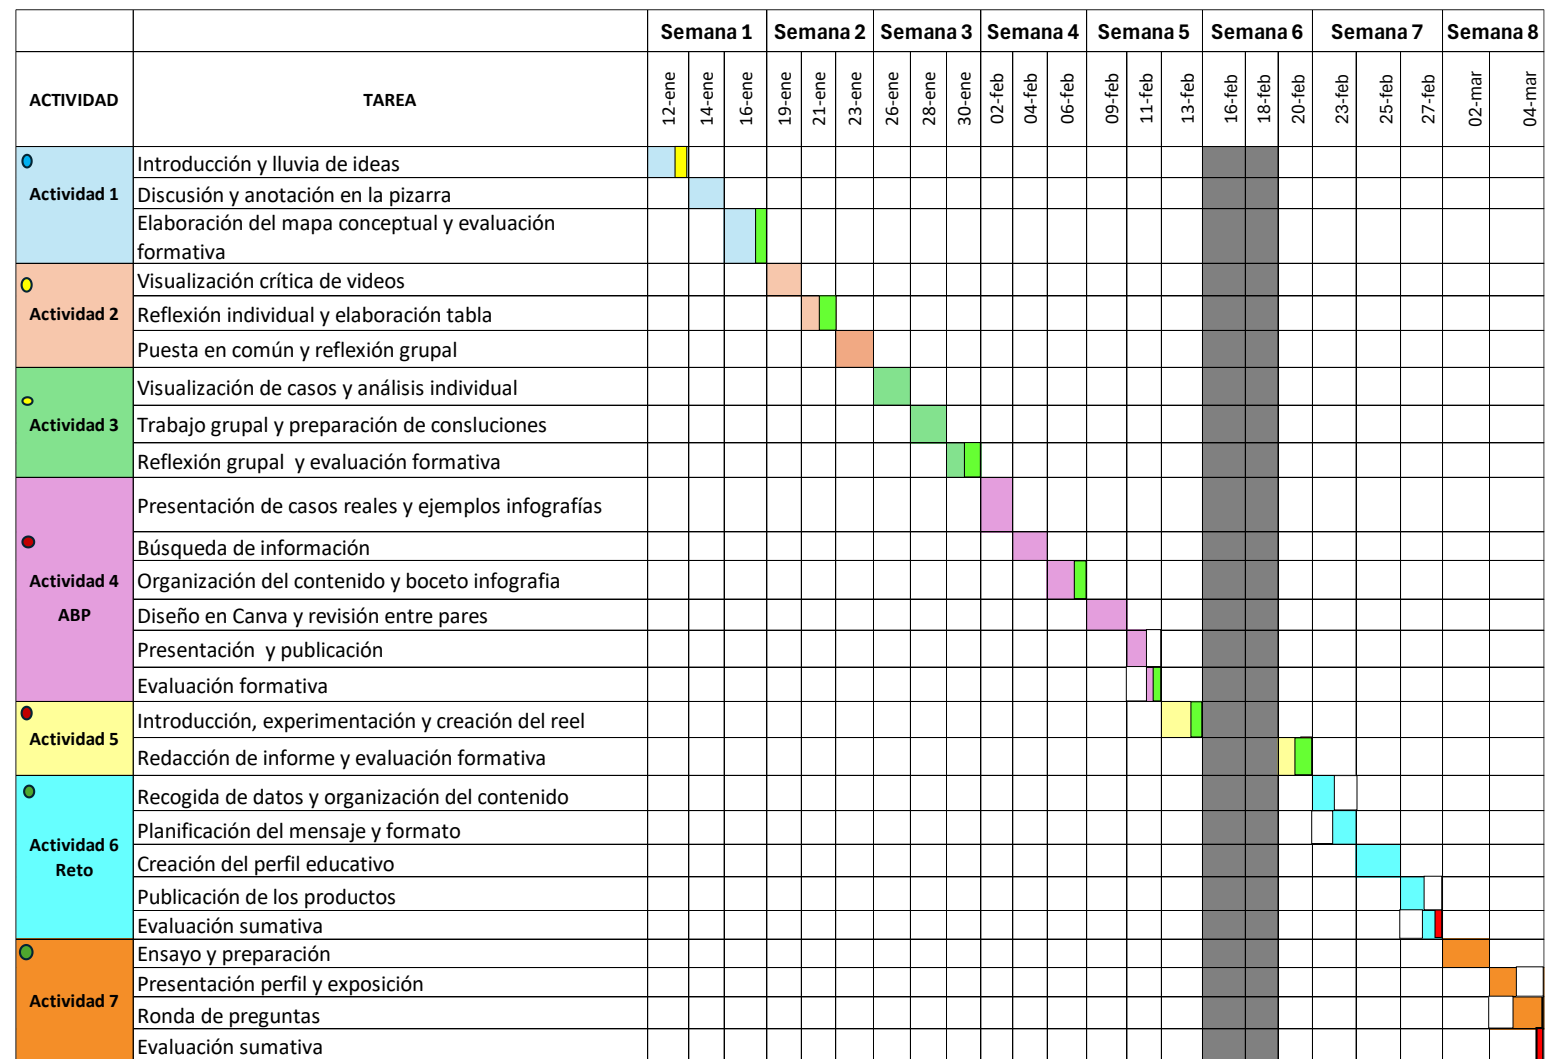 Semana 1 Semana 2 Semana 3 Semana 4 Semana 5 Semana 6 Semana 7 Semana 8
ACTIVIDAD TAREA 12-ene 14-ene 16-ene 19-ene 21-ene 23-ene 26-ene 28-ene 30-ene 02-feb 04-feb 06-feb 09-feb 11-feb 13-feb 16-feb 18-feb 20-feb 23-feb 25-feb 27-feb 02-mar 04-mar
Introducción y lluvia de ideas
Actividad 1 Discusión y anotación en la pizarra
Elaboración del mapa conceptual y evaluación
formativa
Visualización crítica de videos
Actividad 2 Reflexión individual y elaboración tabla
Puesta en común y reflexión grupal
Visualización de casos y análisis individual
Actividad 3 Trabajo grupal y preparación de consluciones
Reflexión grupal y evaluación formativa
Presentación de casos reales y ejemplos infografías
Búsqueda de información
Actividad 4 Organización del contenido y boceto infografia
ABP Diseño en Canva y revisión entre pares
Presentación y publicación
Evaluación formativa
Introducción, experimentación y creación del reel
Actividad 5
Redacción de informe y evaluación formativa
Recogida de datos y organización del contenido
Planificación del mensaje y formato
Actividad 6
Reto Creación del perfil educativo
Publicación de los productos
Evaluación sumativa
Ensayo y preparación
Presentación perfil y exposición
Actividad 7
Ronda de preguntas
Evaluación sumativa